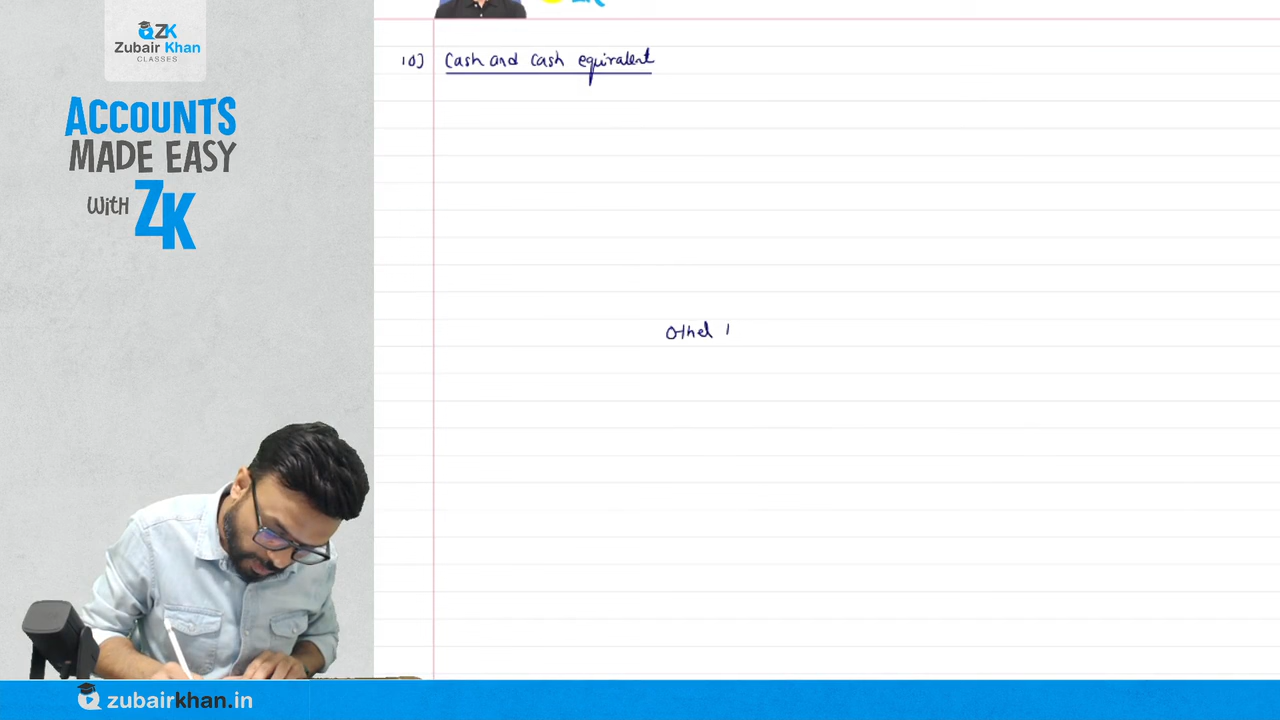 ZK
Zubair Khan
CLASSES
ACCOUNTS
MADE EASY
WITH ZK
10) Cash and cash equivalent
Other
zubairkhan.in